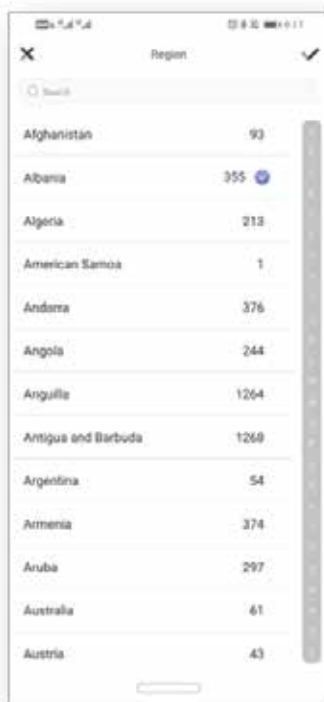 Region
Search
Afghanistan 93
Albania 355
Algeria 213
American Samoa 1
Andorra 376
Angola 244
Anguilla 1264
Antigua and Barbuda 1268
Argentina 54
Armenia 374
Aruba 297
Australia 61
Austria 43